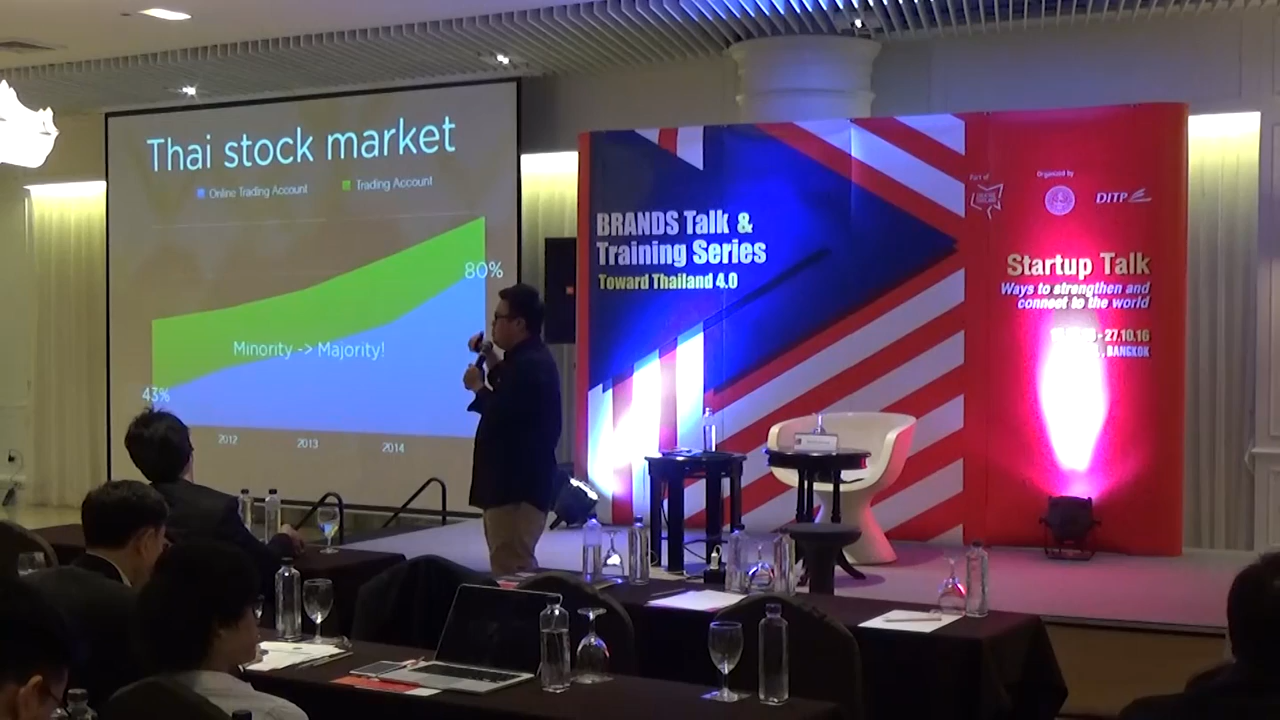 Thai stock market
Online Trading Account
Trading Account
80%
Minority -> Majority!
43%
2012
2013
2014
BRANDS Talk &
Training Series
Toward Thailand 4.0
Part of
Organized by
DITP
Startup Talk
Ways to strengthen and
connect to the world
- 27.10.16
, BANGKOK